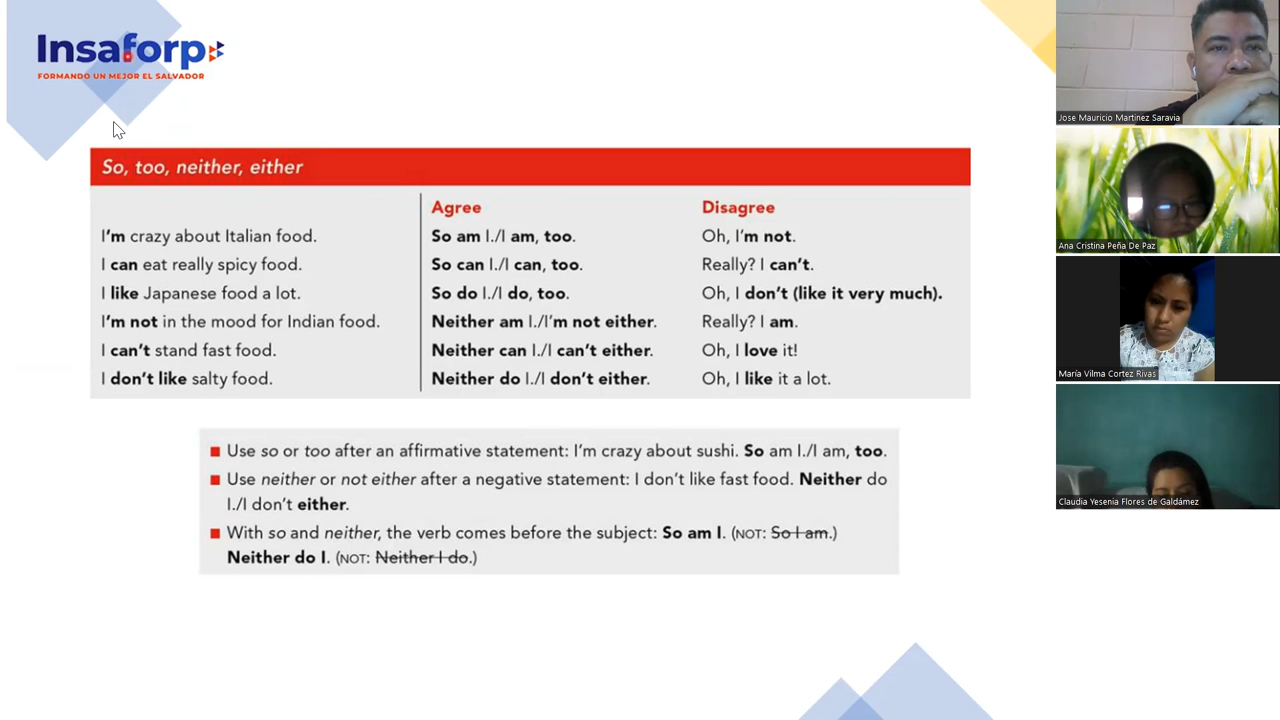 Insaforp
FORMANDO UN MEJOR EL SALVADOR
So, too, neither, either
Agree Disagree
I'm crazy about Italian food. So am I./I am, too. Oh, I'm not.
I can eat really spicy food. So can I./I can, too. Really? I can't.
I like Japanese food a lot. So do I./I do, too. Oh, I don't (like it very much).
I'm not in the mood for Indian food. Neither am I./I'm not either. Really? I am.
I can't stand fast food. Neither can I./I can't either. Oh, I love it!
I don't like salty food. Neither do I./I don't either. Oh, I like it a lot.
Use so or too after an affirmative statement: I'm crazy about sushi. So am I./I am, too.
Use neither or not either after a negative statement: I don't like fast food. Neither do
I./I don't either.
With so and neither, the verb comes before the subject: So am I. (NOT: So I am.)
Neither do I. (NOT: Neither I do.)
Jose Mauricio Martinez Saravia
Ana Cristina Peña De Paz
María Vilma Cortez Rivas
Claudia Yesenia Flores de Galdámez